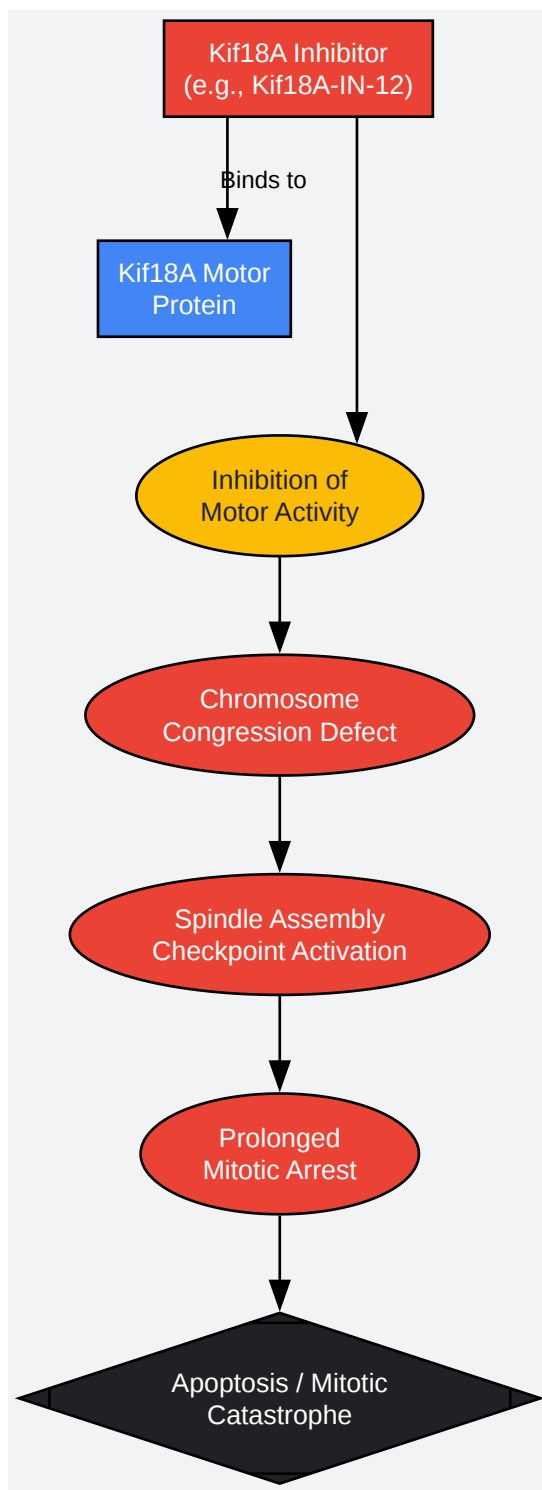 Kif18A Inhibitor
(e.g., Kif18A-IN-12)
Binds to
Kif18A Motor
Protein
Inhibition of
Motor Activity
Chromosome
Congression Defect
Spindle Assembly
Checkpoint Activation
Prolonged
Mitotic Arrest
Apoptosis / Mitotic
Catastrophe